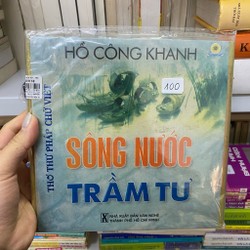 HỒ CÔNG KHANH
100
SÔNG NƯỚC
TRẦM TƯ
THƠ THƯ PHÁP CHỮ VIỆT
NHÀ XUẤT BẢN VĂN NGHỆ
THÀNH PHỐ HỒ CHÍ MINH